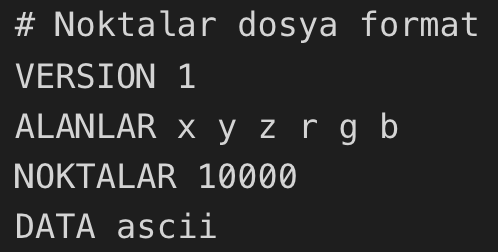 # Noktalar dosya format
VERSION 1
ALANLAR x y z r g b
NOKTALAR 10000
DATA ascii